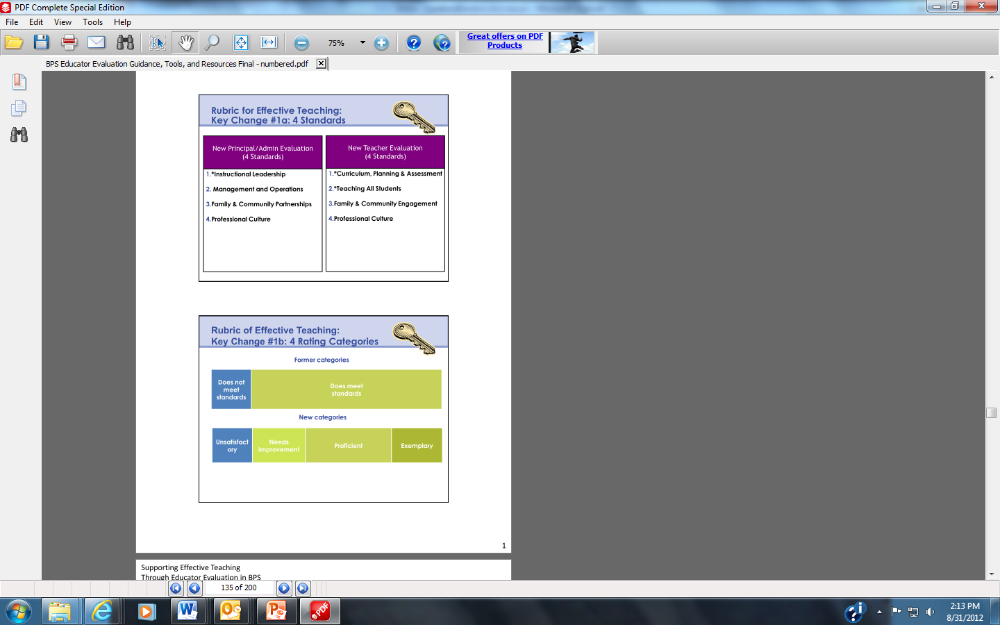 PDF Complete Special Edition
File Edit View Tools Help
75%
Great offers on PDF
Products
BPS Educator Evaluation Guidance, Tools, and Resources Final - numbered.pdf
Rubric for Effective Teaching:
Key Change #1a: 4 Standards
New Principal/Admin Evaluation
(4 Standards)
1.*Instructional Leadership
2. Management and Operations
3.Family & Community Partnerships
4.Professional Culture
New Teacher Evaluation
(4 Standards)
1.*Curriculum, Planning & Assessment
2.*Teaching All Students
3.Family & Community Engagement
4.Professional Culture
Rubric of Effective Teaching:
Key Change #1b: 4 Rating Categories
Former categories
Does not
meet
standards
Does meet
standards
New categories
Unsatisfact
ory
Needs
Improvement
Proficient
Exemplary
1
Supporting Effective Teaching
Through Educator Evaluation in BPS
135 of 200
PDF
2:13 PM
8/31/2012